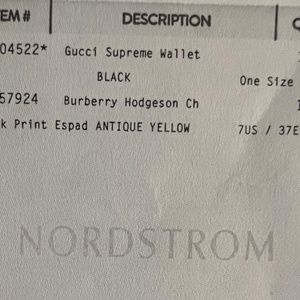 EM # DESCRIPTION
04522* Gucci Supreme Wallet
BLACK One Size
57924 Burberry Hodgeson Ch
k Print Espad ANTIQUE YELLOW 7US / 37E
NORDSTROM